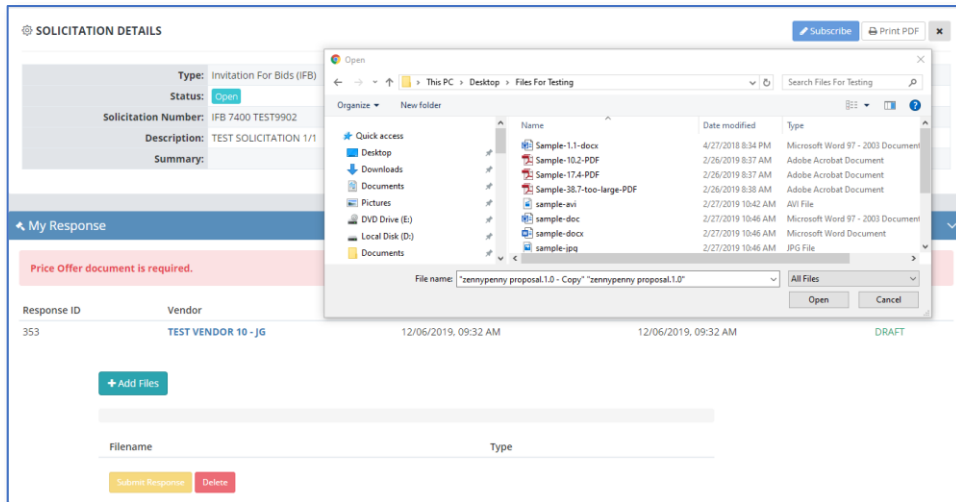 SOLICITATION DETAILS
Subscribe
Print PDF
Type: Invitation For Bids (IFB)
Status: Open
Solicitation Number: IFB 7400 TEST9902
Description: TEST SOLICITATION 1/1
Summary:
Open
This PC > Desktop > Files For Testing
Search Files For Testing
Organize
New folder
Quick access
Desktop
Downloads
Documents
Pictures
DVD Drive (E:)
Local Disk (D:)
Documents
Name Date modified Type
Sample-1.1-docx 4/27/2018 8:34 PM Microsoft Word 97 - 2003 Document
Sample-10.2-PDF 2/26/2019 8:37 AM Adobe Acrobat Document
Sample-17.4-PDF 2/26/2019 8:37 AM Adobe Acrobat Document
Sample-38.7-too-large-PDF 2/26/2019 8:38 AM Adobe Acrobat Document
sample-avi 2/27/2019 10:42 AM AVI File
sample-doc 2/27/2019 10:46 AM Microsoft Word 97 - 2003 Document
sample-docx 2/27/2019 10:46 AM Microsoft Word Document
sample-jpg 2/27/2019 10:46 AM JPG File
File name: "zennypenny proposal.1.0 - Copy" "zennypenny proposal.1.0"
All Files
Open
Cancel
My Response
Price Offer document is required.
Response ID Vendor
353 TEST VENDOR 10 - JG 12/06/2019, 09:32 AM 12/06/2019, 09:32 AM DRAFT
+ Add Files
Filename Type
Submit Response
Delete